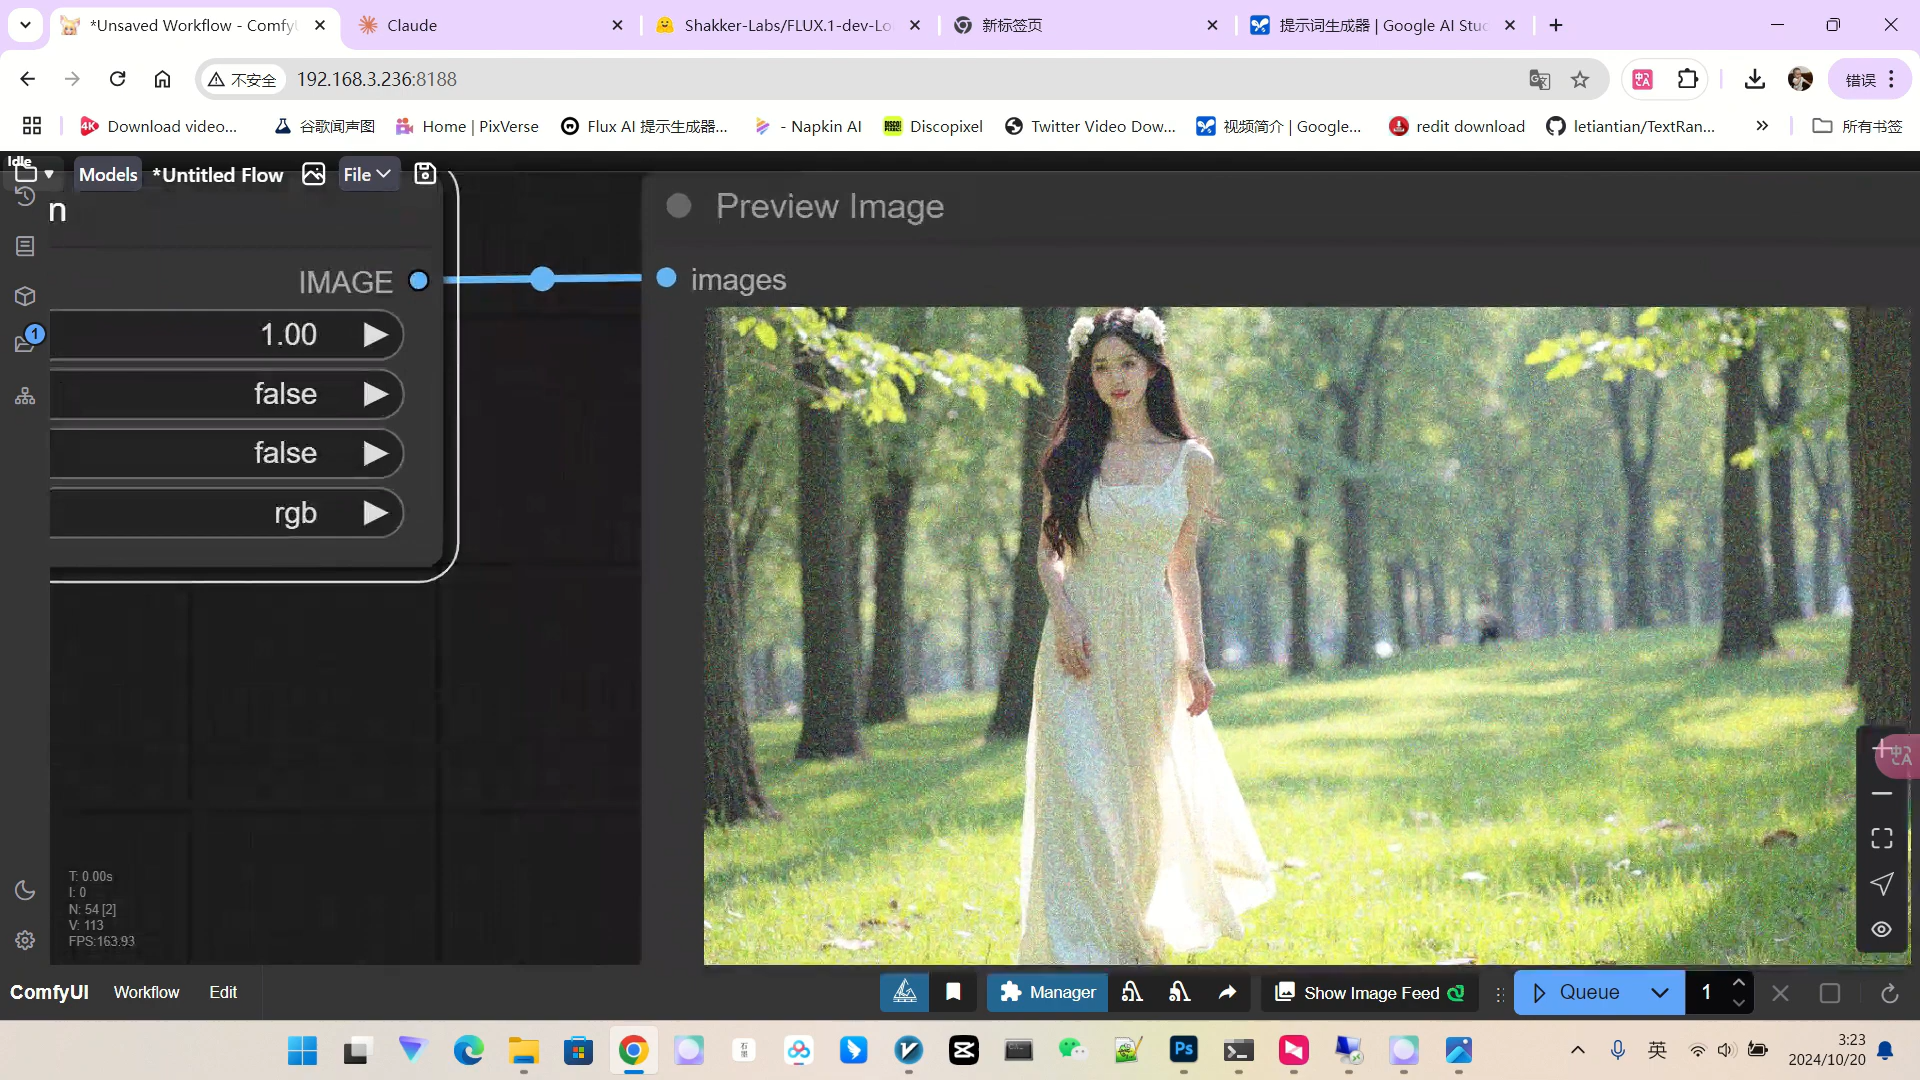 *Unsaved Workflow - ComfyU
Claude
Shakker-Labs/FLUX.1-dev-Lo
新标签页
提示词生成器 | Google AI Stud
不安全
192.168.3.236:8188
错误
Download video...
谷歌闻声图
Home | PixVerse
Flux AI 提示生成器...
- Napkin AI
Discopixel
Twitter Video Dow...
视频简介 | Google...
redit download
letiantian/TextRan...
所有书签
Idle
Models
*Untitled Flow
File
n
Preview Image
IMAGE
images
1.00
false
false
rgb
1
T: 0.00s
I: 0
N: 54 [2]
V: 113
FPS:163.93
ComfyUI
Workflow
Edit
Manager
Show Image Feed
Queue
1
英
3:23
2024/10/20